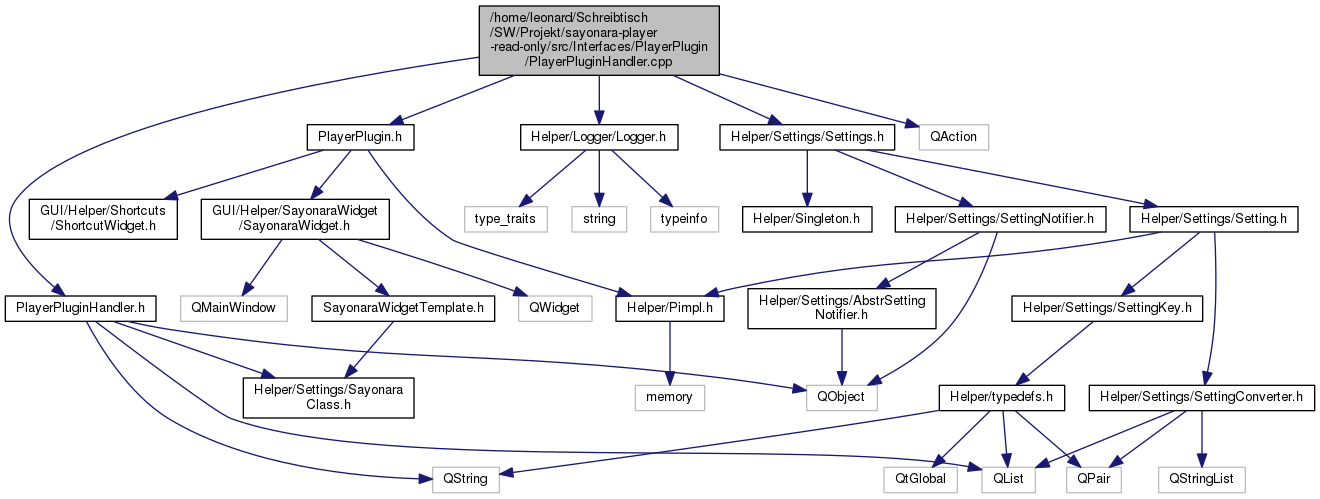 /home/leonard/Schreibtisch
/SW/Projekt/sayonara-player
-read-only/src/Interfaces/PlayerPlugin
/PlayerPluginHandler.cpp
PlayerPlugin.h
Helper/Logger/Logger.h
Helper/Settings/Settings.h
QAction
GUI/Helper/Shortcuts
/ShortcutWidget.h
GUI/Helper/SayonaraWidget
/SayonaraWidget.h
type_traits
string
typeinfo
Helper/Singleton.h
Helper/Settings/SettingNotifier.h
Helper/Settings/Setting.h
PlayerPluginHandler.h
QMainWindow
SayonaraWidgetTemplate.h
QWidget
Helper/Pimpl.h
Helper/Settings/AbstrSetting
Notifier.h
Helper/Settings/SettingKey.h
Helper/Settings/Sayonara
Class.h
memory
QObject
Helper/typedefs.h
Helper/Settings/SettingConverter.h
QString
QtGlobal
QList
QPair
QStringList